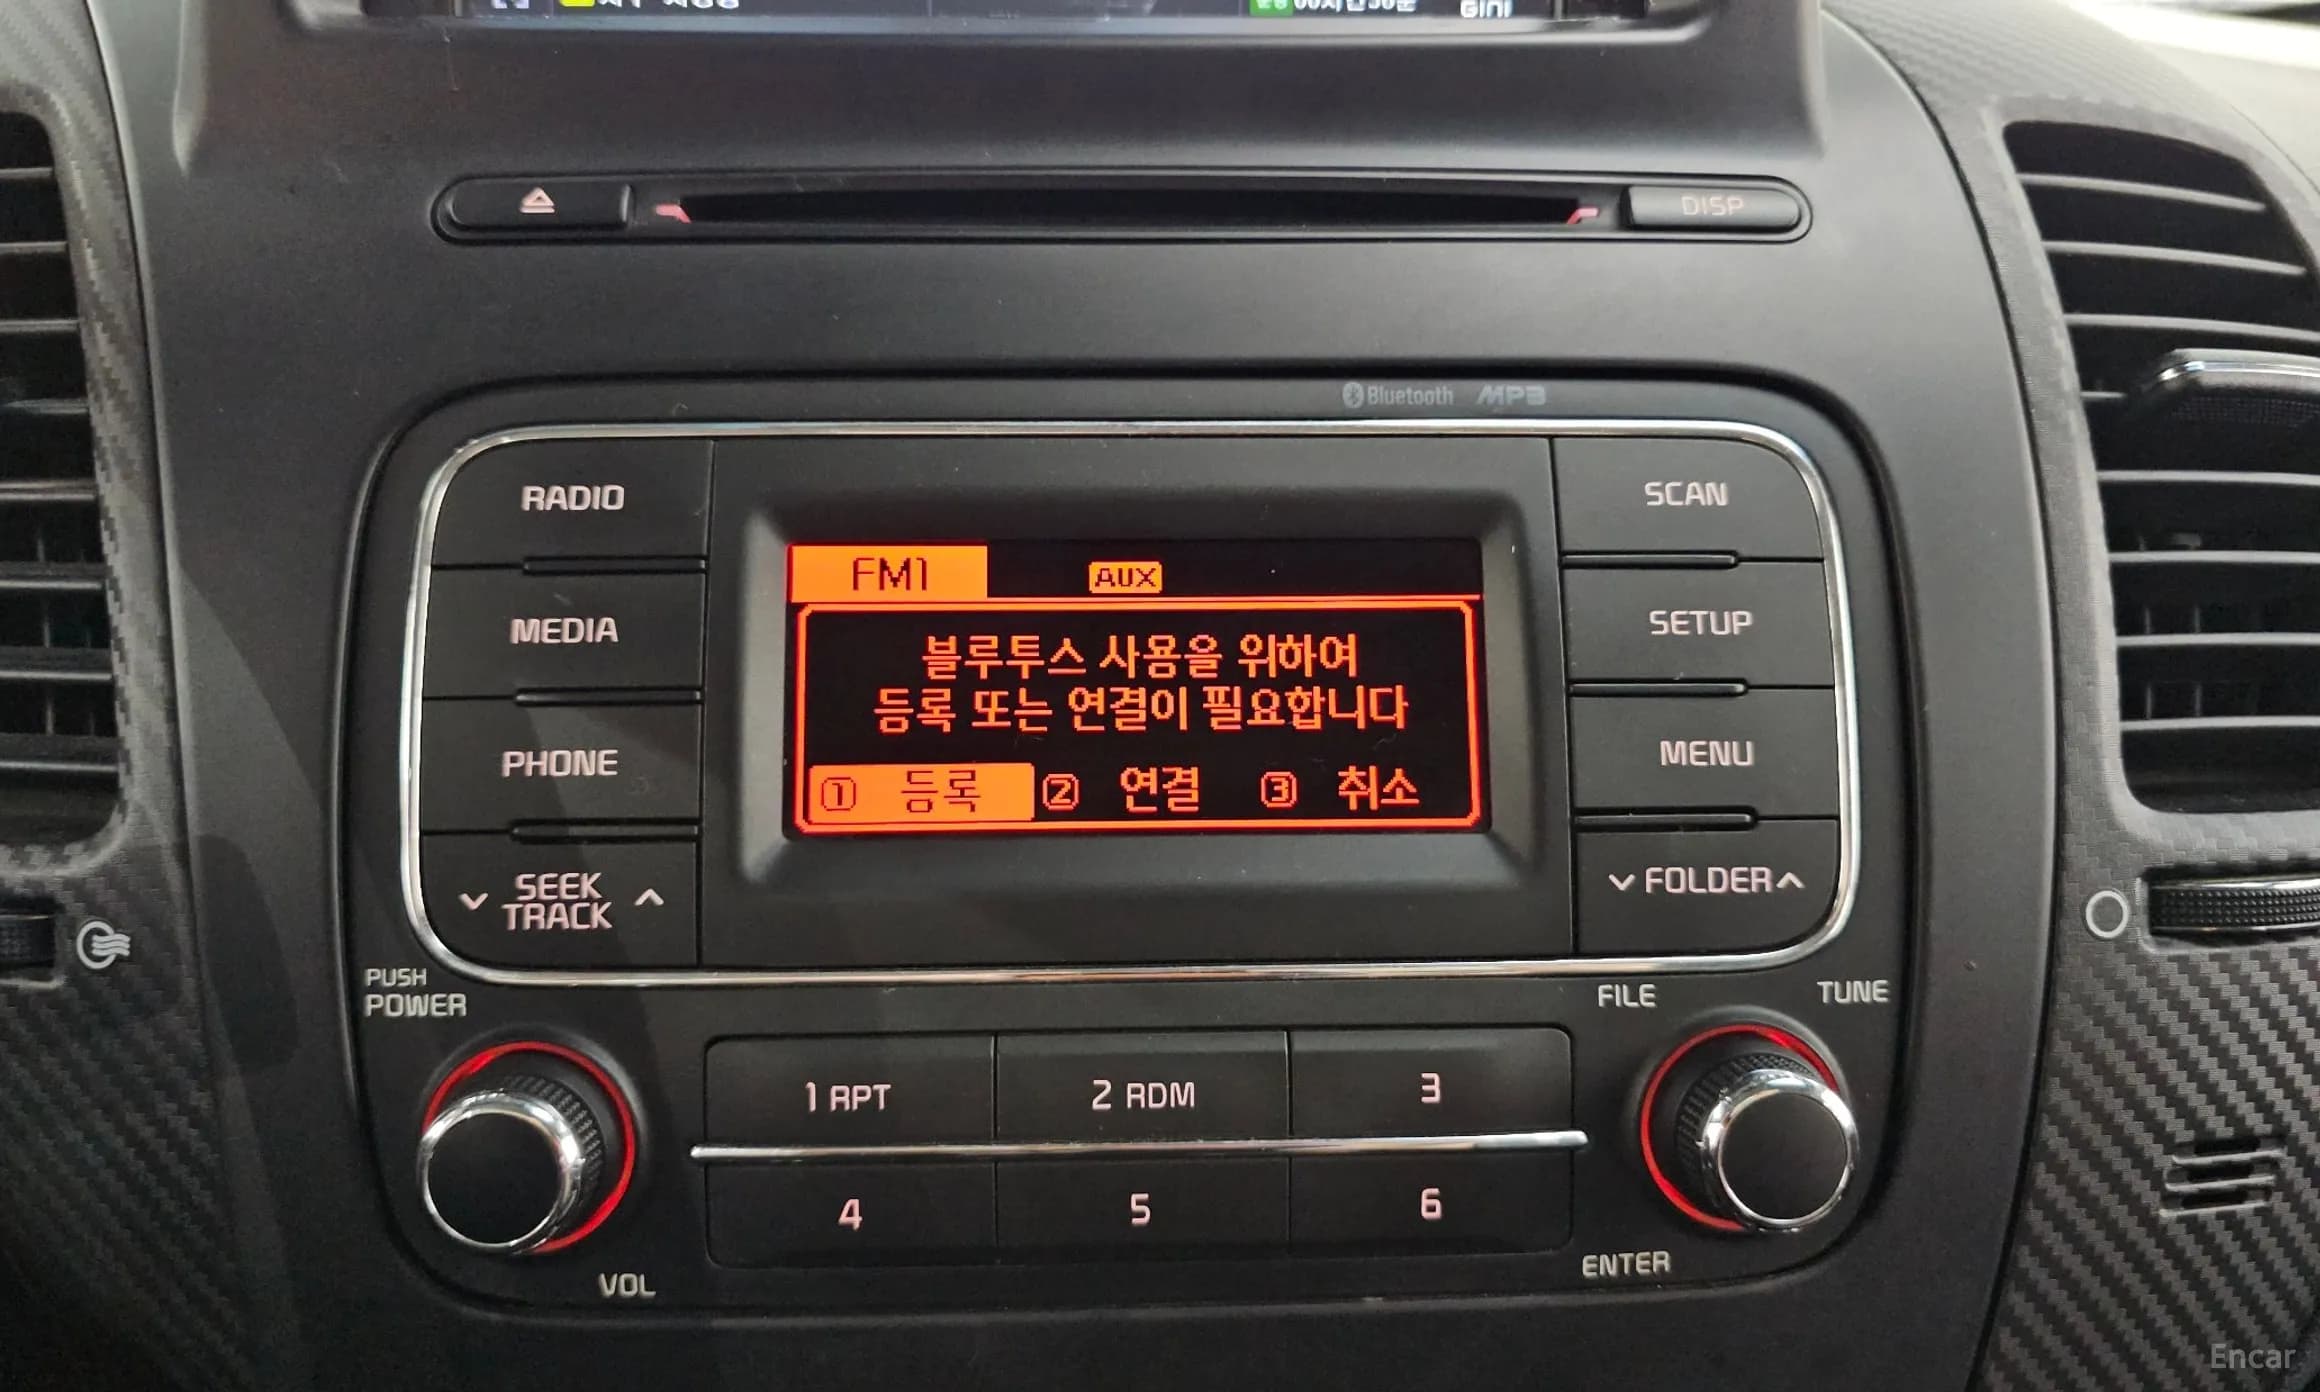 GINI
DISP
Bluetooth MP3
RADIO
MEDIA
PHONE
SEEK
TRACK
SCAN
SETUP
MENU
FOLDER
FM1 AUX
블루투스 사용을 위하여
등록 또는 연결이 필요합니다
① 등록 ② 연결 ③ 취소
PUSH
POWER
VOL
1 RPT
2 RDM
3
4
5
6
FILE
TUNE
ENTER
Encar